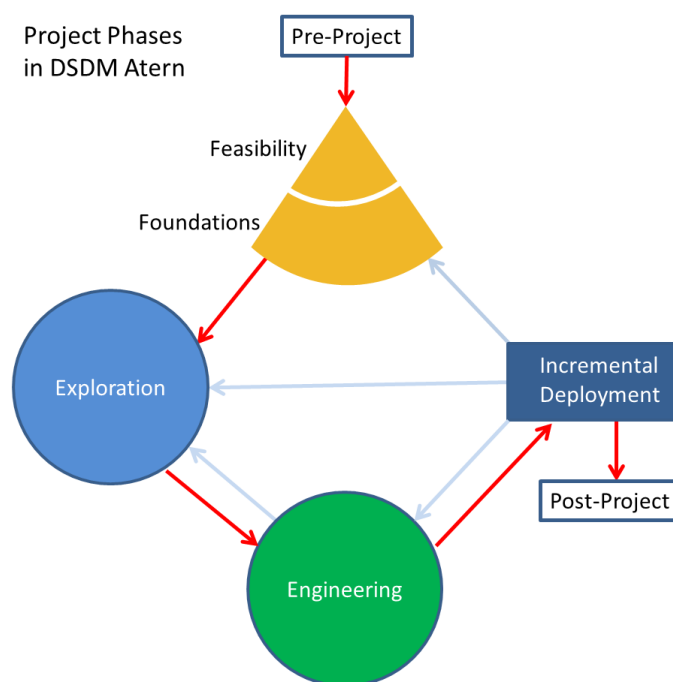 Project Phases
in DSDM Atern
Pre-Project
Feasibility
Foundations
Exploration
Incremental
Deployment
Post-Project
Engineering